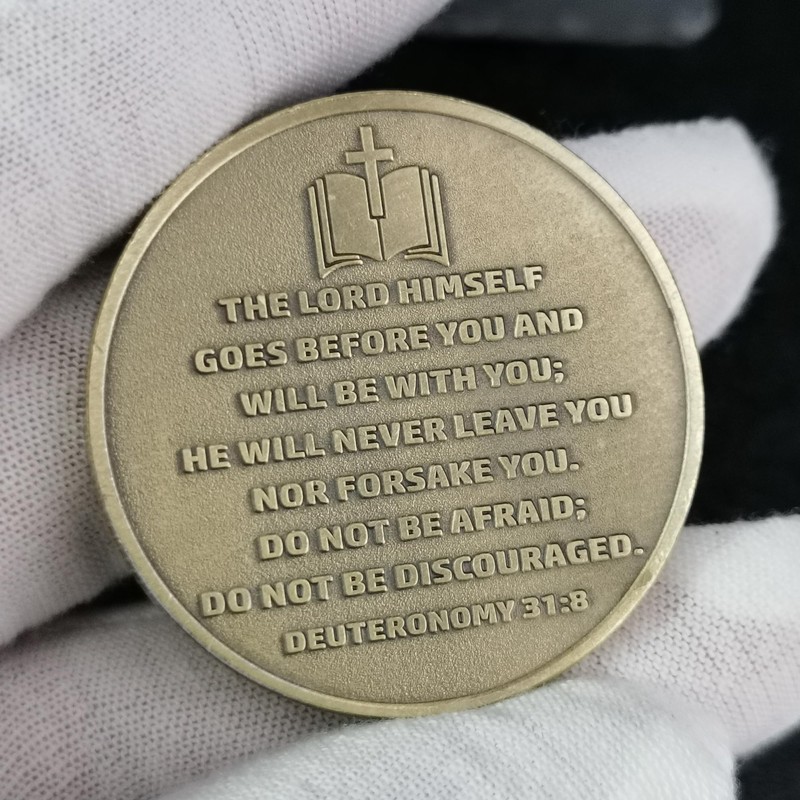 THE LORD HIMSELF
GOES BEFORE YOU AND
WILL BE WITH YOU;
HE WILL NEVER LEAVE YOU
NOR FORSAKE YOU.
DO NOT BE AFRAID;
DO NOT BE DISCOURAGED.
DEUTERONOMY 31:8